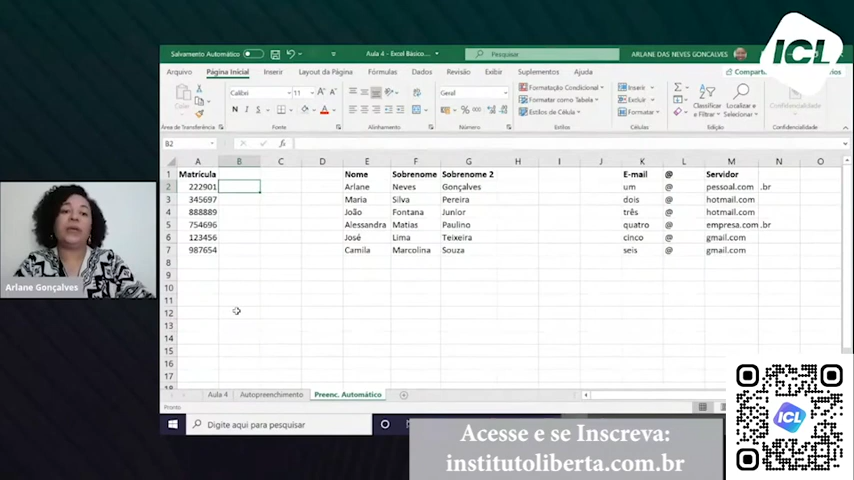 Salvamento Automático
Aula 4 - Excel Básico...
Pesquisar
ARLANE DAS NEVES GONCALVES
ICL
Arquivo Página Inicial Inserir Layout da Página Fórmulas Dados Revisão Exibir Suplementos Ajuda
Colar
Calibri 11
N I S
Geral
Formatação Condicional
Formatar como Tabela
Estilos de Célula
Inserir
Excluir
Formatar
Classificar e Filtrar
Localizar e Selecionar
Confidencialidade
Área de Transferência Fonte Alinhamento Número Estilos Células Edição Confidencialidade
B2 fx
A B C D E F G H I J K L M N O
1 Matrícula Nome Sobrenome Sobrenome 2 E-mail @ Servidor
2 222901 Arlane Neves Gonçalves um @ pessoal.com .br
3 345697 Maria Silva Pereira dois @ hotmail.com
4 888889 João Fontana Junior três @ hotmail.com
5 754696 Alessandra Matias Paulino quatro @ empresa.com .br
6 123456 José Lima Teixeira cinco @ gmail.com
7 987654 Camila Marcolina Souza seis @ gmail.com
8
9
10
11
12
13
14
15
16
17
18
Arlane Gonçalves
Aula 4 Autopreenchimento Preenc. Automático
Pronto
Digite aqui para pesquisar
Acesse e se Inscreva:
institutoliberta.com.br
ICL